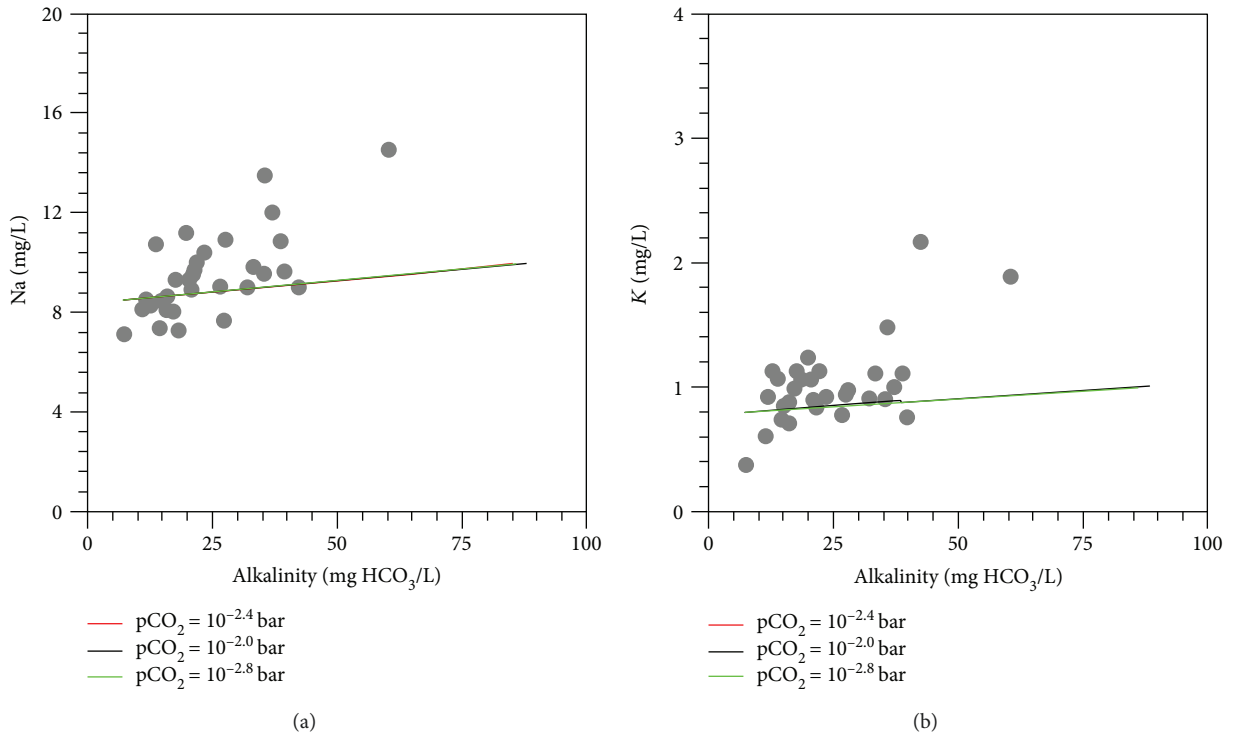 20
16
12
8
4
0
Na (mg/L)
0 25 50 75 100
Alkalinity (mg HCO3/L)
pCO2 = 10−2.4 bar
pCO2 = 10−2.0 bar
pCO2 = 10−2.8 bar
(a)
4
3
2
1
0
K (mg/L)
0 25 50 75 100
Alkalinity (mg HCO3/L)
pCO2 = 10−2.4 bar
pCO2 = 10−2.0 bar
pCO2 = 10−2.8 bar
(b)